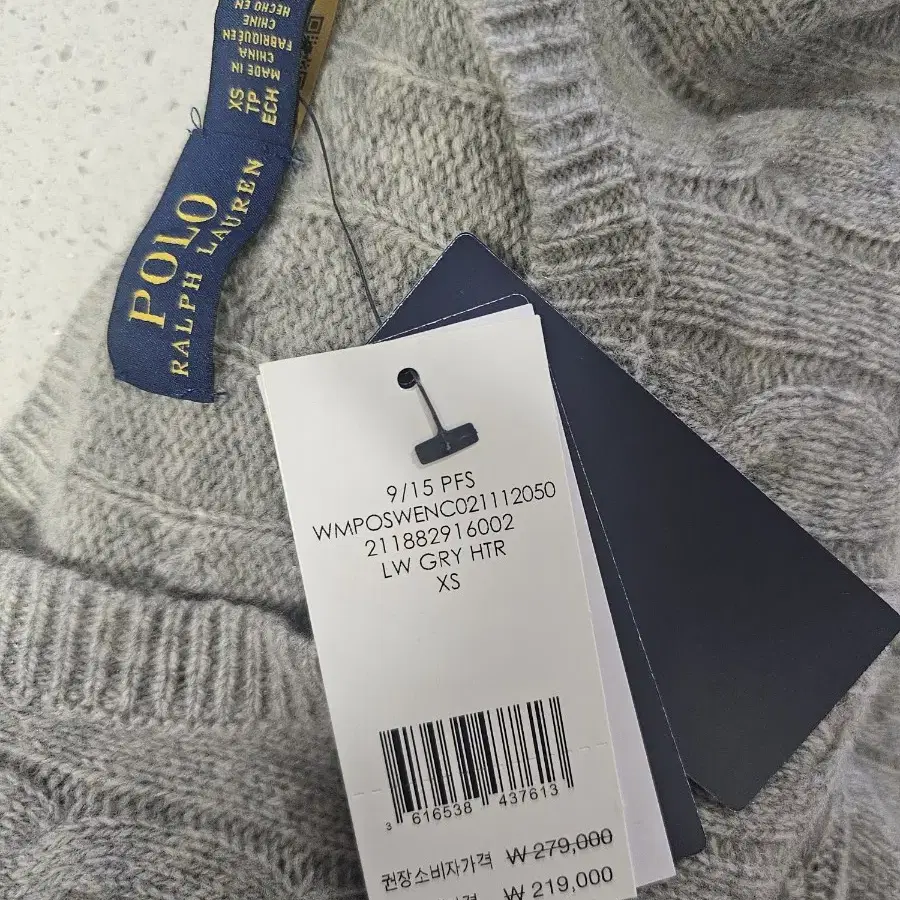 HECHO EN
CHINE
FABRIQUÉ EN
CHINA
MADE IN
XS
TP
ECH
POLO
RALPH LAUREN
9/15 PFS
WMPOSWENC021112050
211882916002
LW GRY HTR
XS
3 616538 437613
권장소비자가격 ₩ 279,000
₩ 219,000